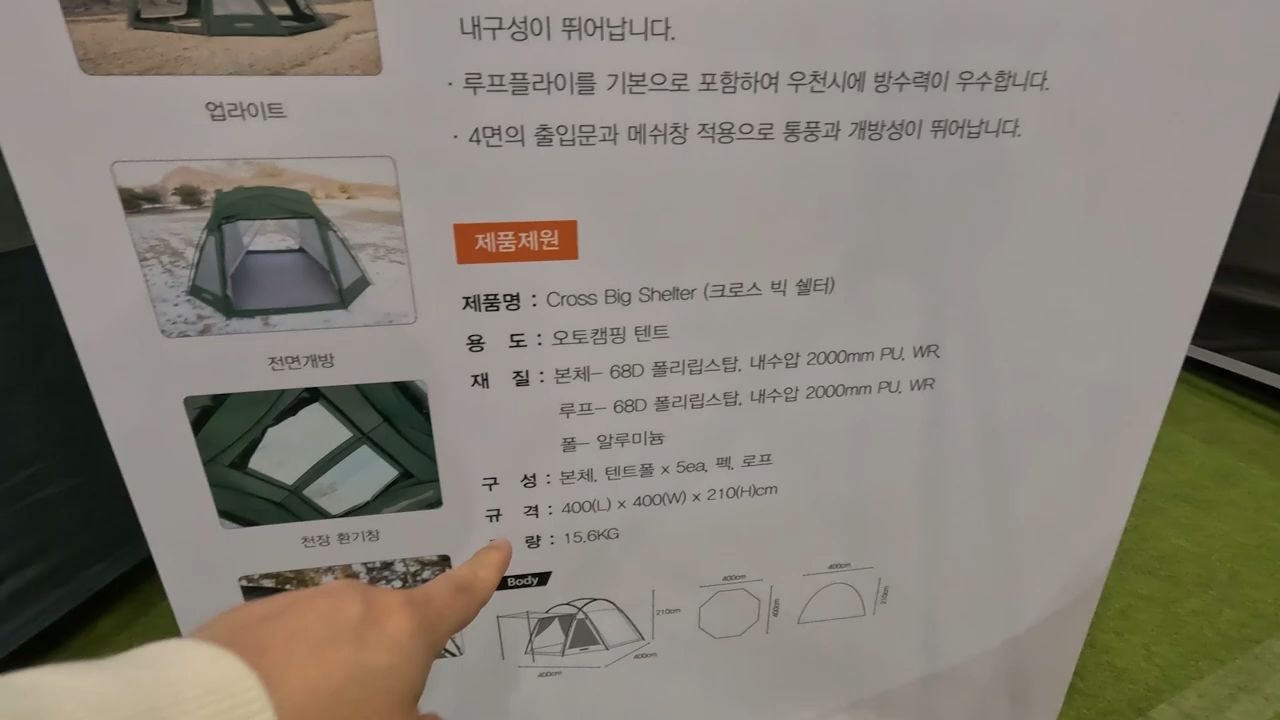 내구성이 뛰어납니다.
· 루프플라이를 기본으로 포함하여 우천시에 방수력이 우수합니다.
· 4면의 출입문과 메쉬창 적용으로 통풍과 개방성이 뛰어납니다.
업라이트
전면개방
천장 환기창
제품제원
제품명 : Cross Big Shelter (크로스 빅 쉘터)
용 도 : 오토캠핑 텐트
재 질 : 본체- 68D 폴리립스탑, 내수압 2000mm PU, WR,
루프- 68D 폴리립스탑, 내수압 2000mm PU, WR
폴- 알루미늄
구 성 : 본체, 텐트폴 x 5ea, 펙, 로프
규 격 : 400(L) x 400(W) x 210(H)cm
량 : 15.6KG
Body
210cm
400cm
400cm
400cm
400cm
400cm
210cm